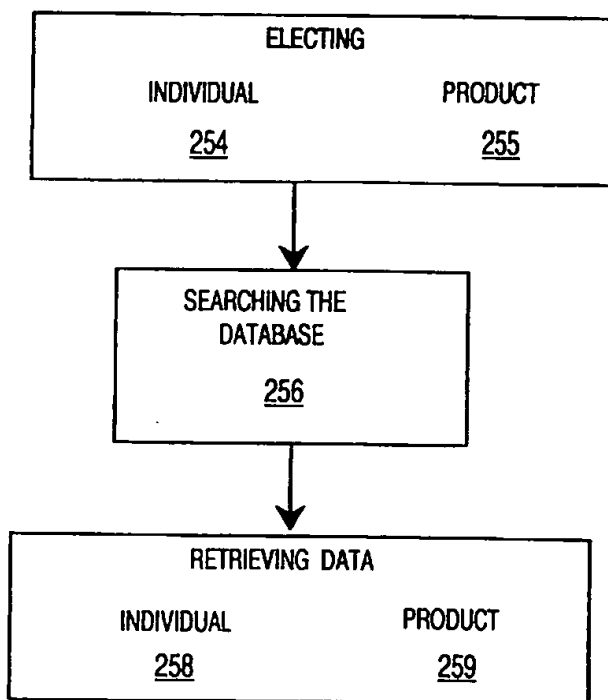 ELECTING
INDIVIDUAL PRODUCT
254 255
SEARCHING THE
DATABASE
256
RETRIEVING DATA
INDIVIDUAL PRODUCT
258 259